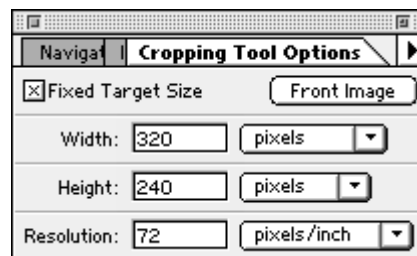 Navigat Cropping Tool Options
Fixed Target Size Front Image
Width: 320 pixels
Height: 240 pixels
Resolution: 72 pixels/inch